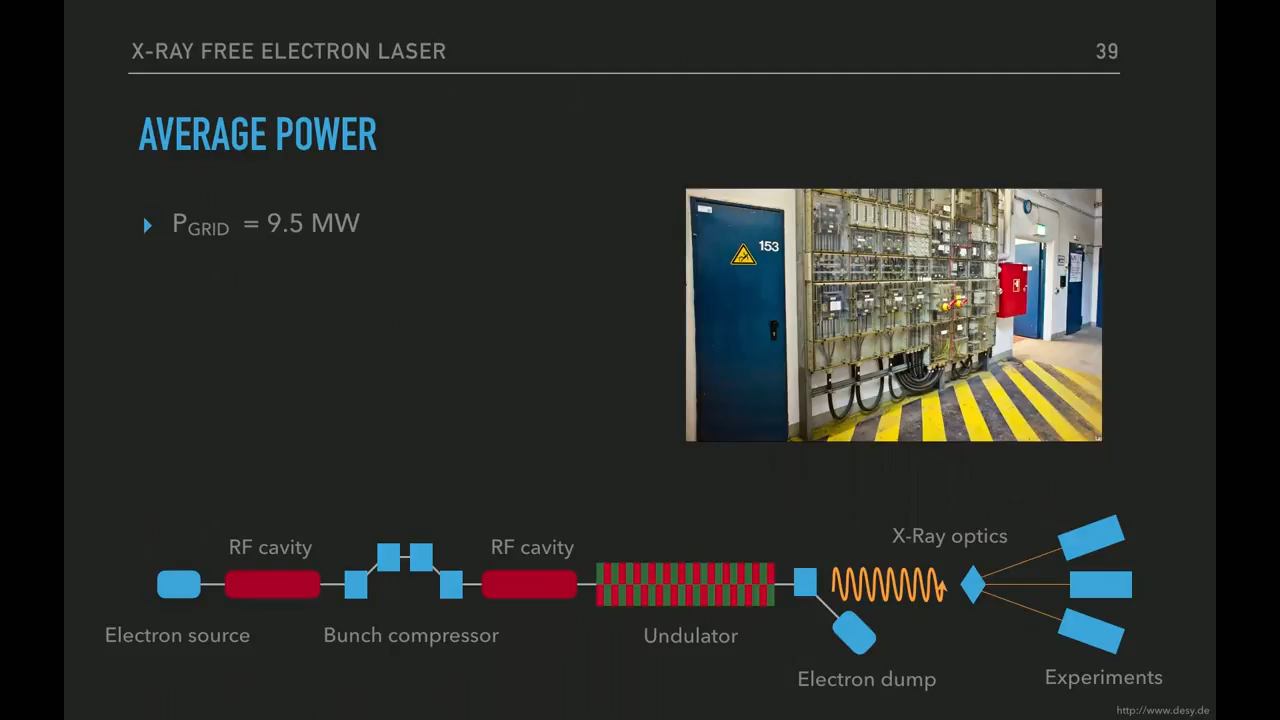 X-RAY FREE ELECTRON LASER 39
AVERAGE POWER
P_GRID = 9.5 MW
153
X-Ray optics
RF cavity RF cavity
Electron source Bunch compressor Undulator
Electron dump Experiments
http://www.desy.de